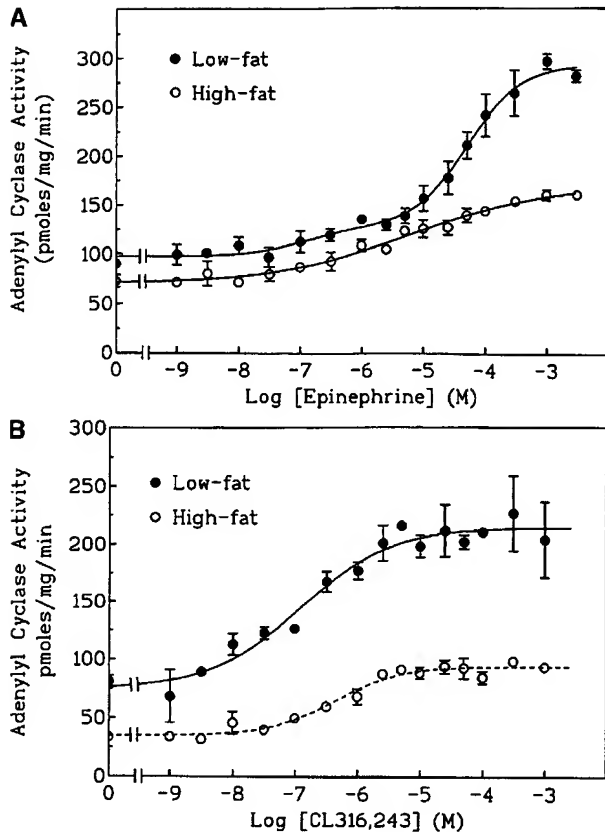 A
Adenylyl Cyclase Activity
(pmoles/mg/min)
300
250
200
150
100
50
0
Low-fat
High-fat
0 -9 -8 -7 -6 -5 -4 -3
Log [Epinephrine] (M)
B
Adenylyl Cyclase Activity
pmoles/mg/min
300
250
200
150
100
50
0
Low-fat
High-fat
0 -9 -8 -7 -6 -5 -4 -3
Log [CL316,243] (M)